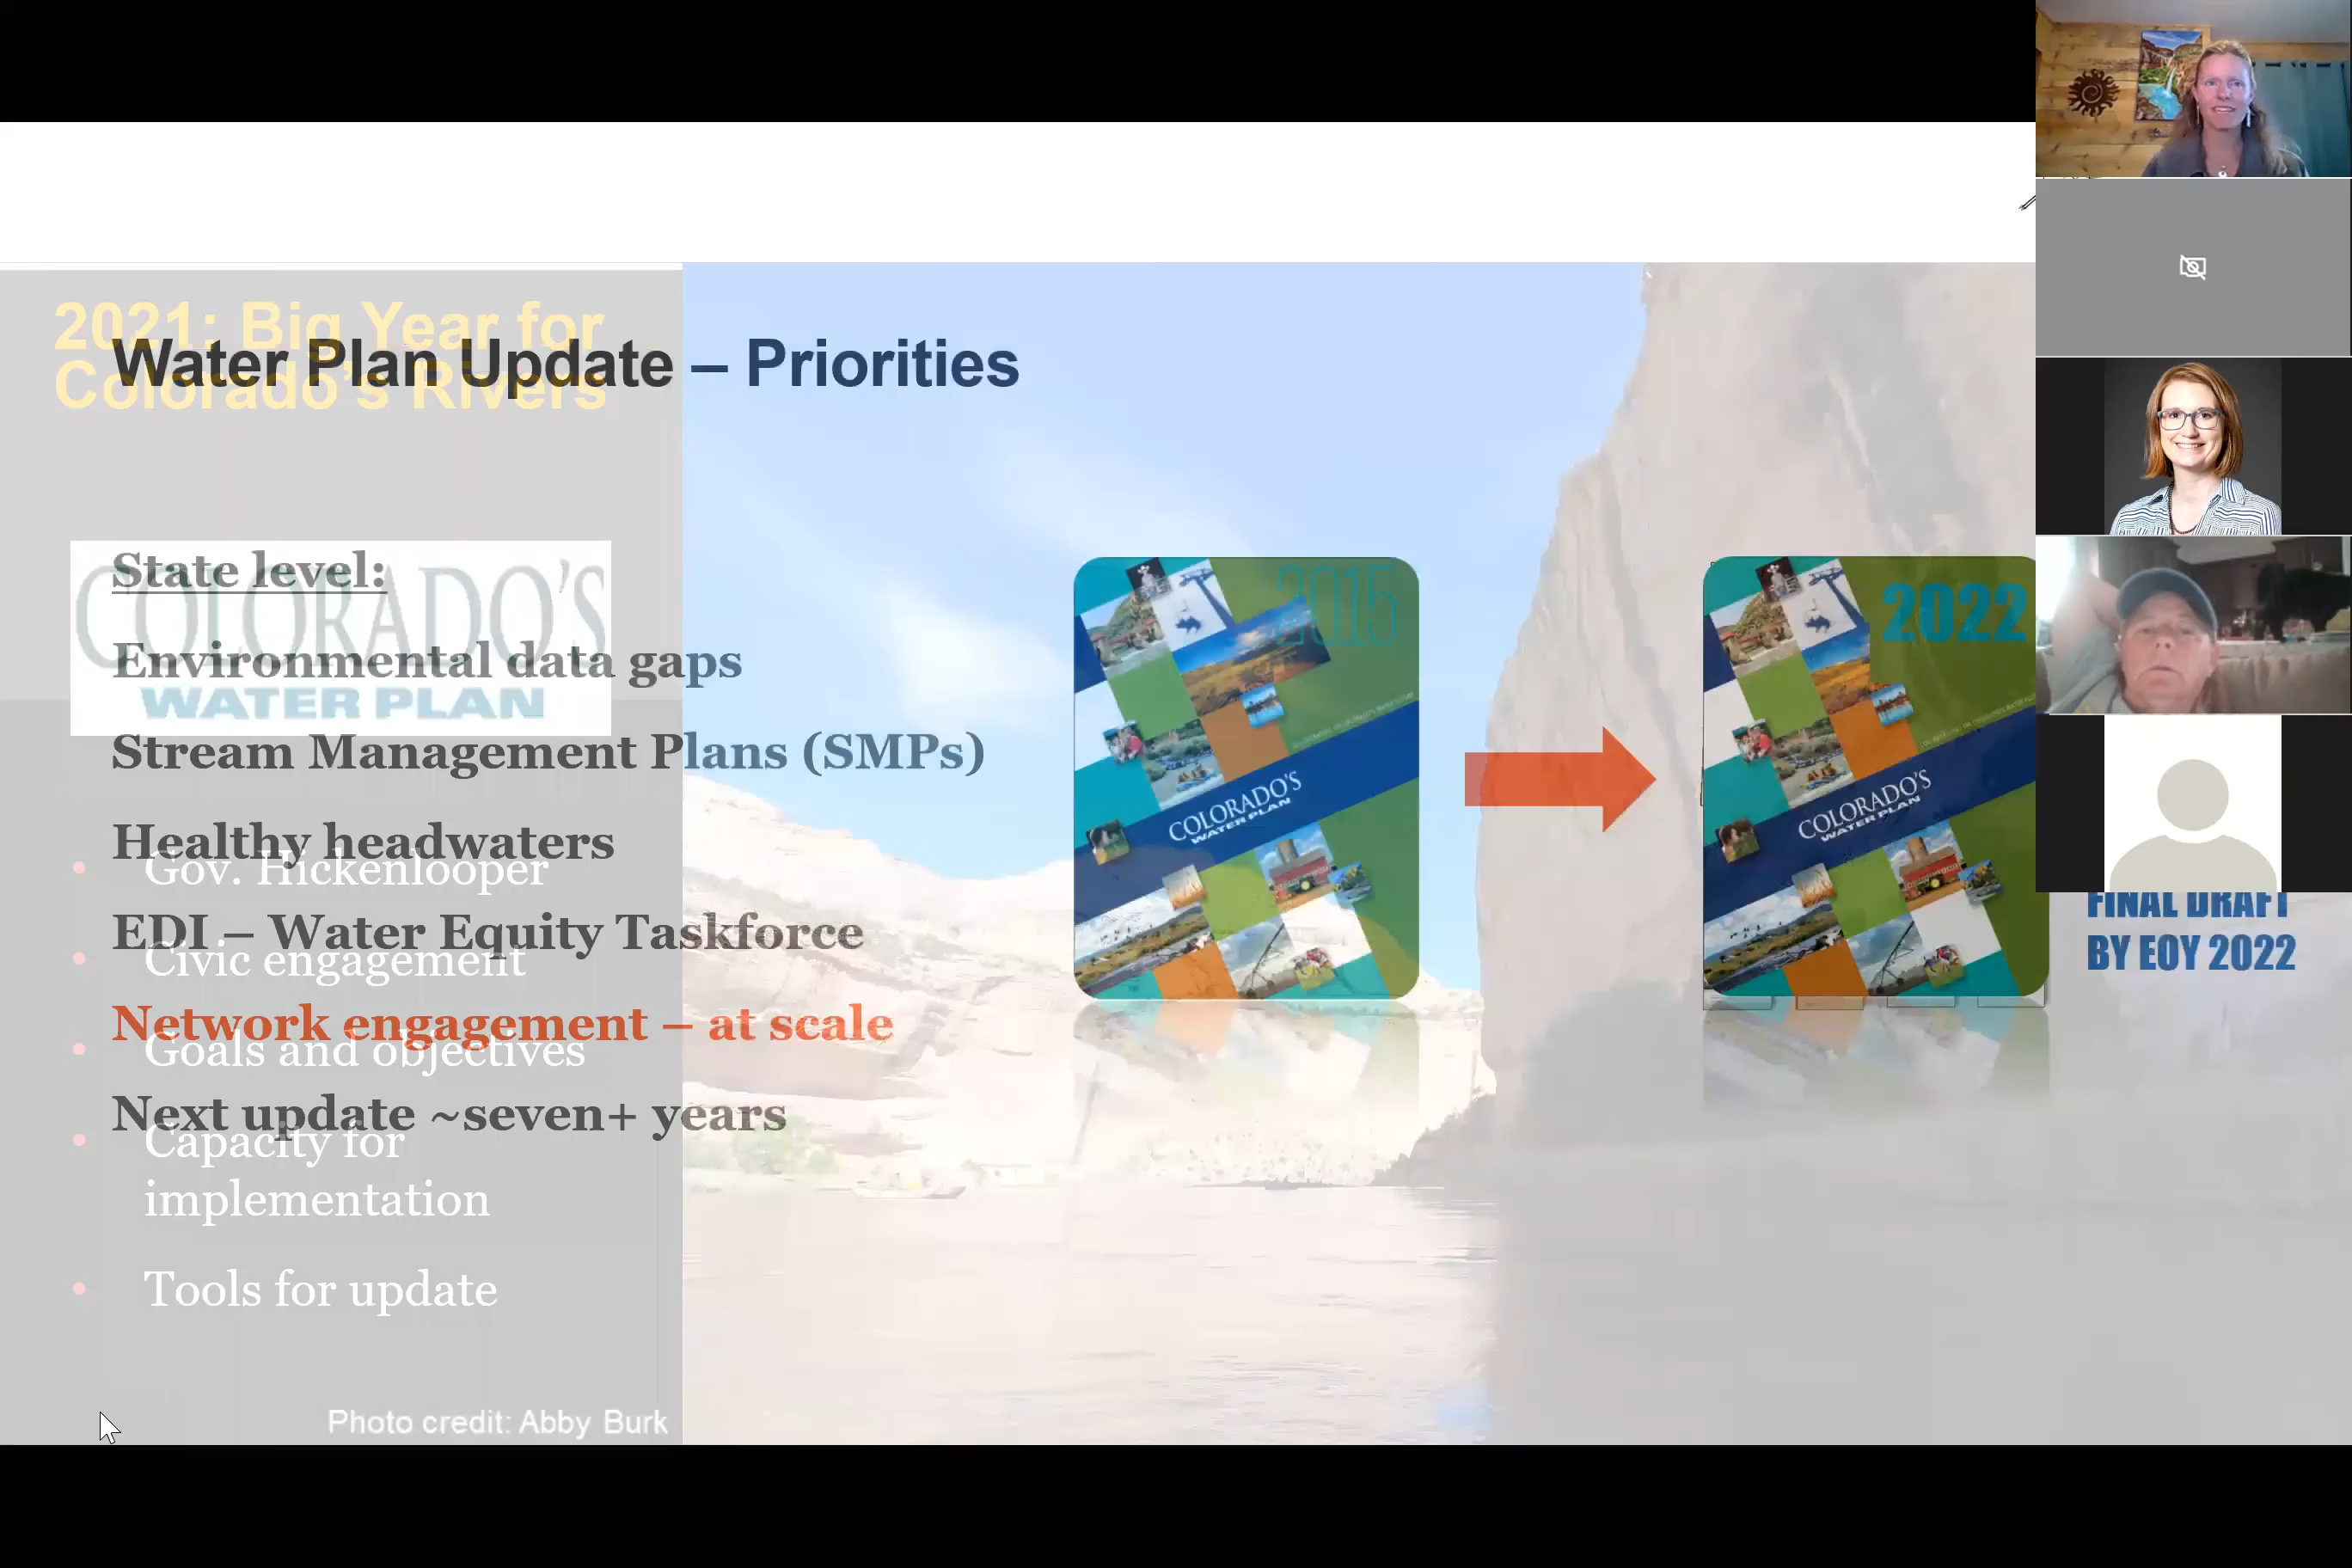 2021: Big Year for
Colorado's Rivers
Water Plan Update – Priorities
COLORADO'S
WATER PLAN
State level:
Environmental data gaps
Stream Management Plans (SMPs)
Healthy headwaters
EDI – Water Equity Taskforce
Network engagement – at scale
Next update ~seven+ years
• Gov. Hickenlooper
• Civic engagement
• Goals and objectives
• Capacity for
implementation
• Tools for update
Photo credit: Abby Burk
2015
COLORADO'S
WATER PLAN
2022
COLORADO'S
WATER PLAN
FINAL DRAFT
BY EOY 2022